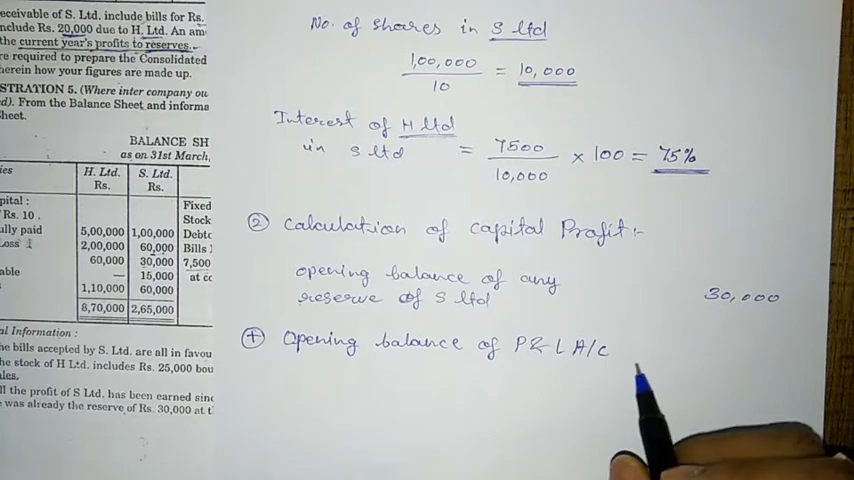 eceivable of S. Ltd. include bills for Rs.
nclude Rs. 20,000 due to H. Ltd. An am
the current year's profits to reserves.
re required to prepare the Consolidated
herein how your figures are made up.
STRATION 5. (Where inter company ow
d). From the Balance Sheet and informa
heet.
BALANCE SH
as on 31st March,
ies H. Ltd. S. Ltd.
Rs. Rs.
pital : Fixed
Rs. 10 . Stock
ully paid 5,00,000 1,00,000 Debto
Loss 2,00,000 60,000 Bills
60,000 30,000 7,500
able — 15,000 at co
s 1,10,000 60,000
8,70,000 2,65,000
al Information :
he bills accepted by S. Ltd. are all in favou
he stock of H Ltd. includes Rs. 25,000 bou
ales.
ll the profit of S Ltd. has been earned sinc
was already the reserve of Rs. 30,000 at t
No. of shares in S ltd
1,00,000
10
= 10,000
Interest of H ltd
in S ltd = 7500
10,000
× 100 = 75%
② Calculation of capital Profit :-
opening balance of any
reserve of S ltd 30,000
⊕ Opening balance of P & L A/c